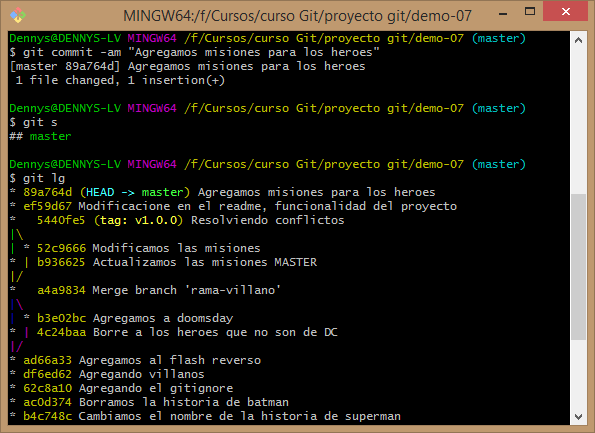 MINGW64:/f/Cursos/curso Git/proyecto git/demo-07
Dennys@DENNYS-LV MINGW64 /f/Cursos/curso Git/proyecto git/demo-07 (master)
$ git commit -am "Agregamos misiones para los heroes"
[master 89a764d] Agregamos misiones para los heroes
 1 file changed, 1 insertion(+)
Dennys@DENNYS-LV MINGW64 /f/Cursos/curso Git/proyecto git/demo-07 (master)
$ git s
## master
Dennys@DENNYS-LV MINGW64 /f/Cursos/curso Git/proyecto git/demo-07 (master)
$ git lg
* 89a764d (HEAD -> master) Agregamos misiones para los heroes
* ef59d67 Modificacione en el readme, funcionalidad del proyecto
*   5440fe5 (tag: v1.0.0) Resolviendo conflictos
|\
| * 52c9666 Modificamos las misiones
* | b936625 Actualizamos las misiones MASTER
|/
*   a4a9834 Merge branch 'rama-villano'
|\
| * b3e02bc Agregamos a doomsday
* | 4c24baa Borre a los heroes que no son de DC
|/
* ad66a33 Agregamos al flash reverso
* df6ed62 Agregando villanos
* 62c8a10 Agregando el gitignore
* ac0d374 Borramos la historia de batman
* b4c748c Cambiamos el nombre de la historia de superman